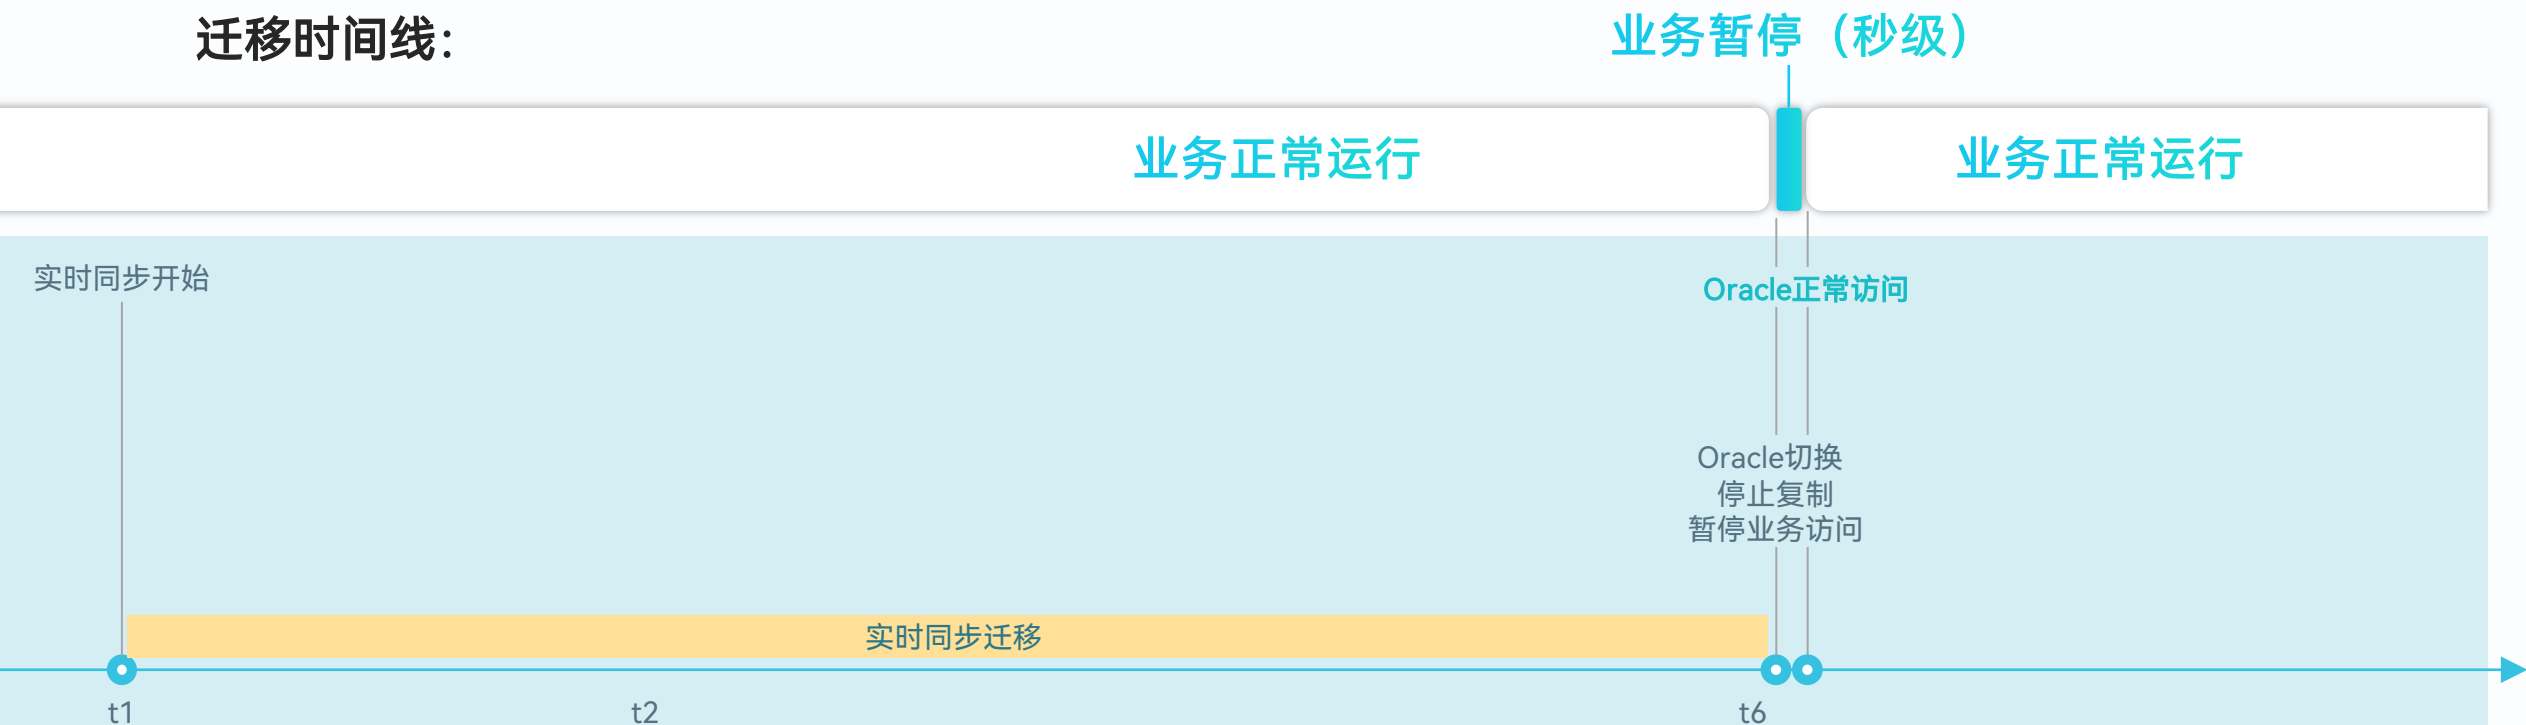 迁移时间线：
业务暂停（秒级）
业务正常运行
业务正常运行
实时同步开始
Oracle正常访问
Oracle切换
停止复制
暂停业务访问
实时同步迁移
t1
t2
t6